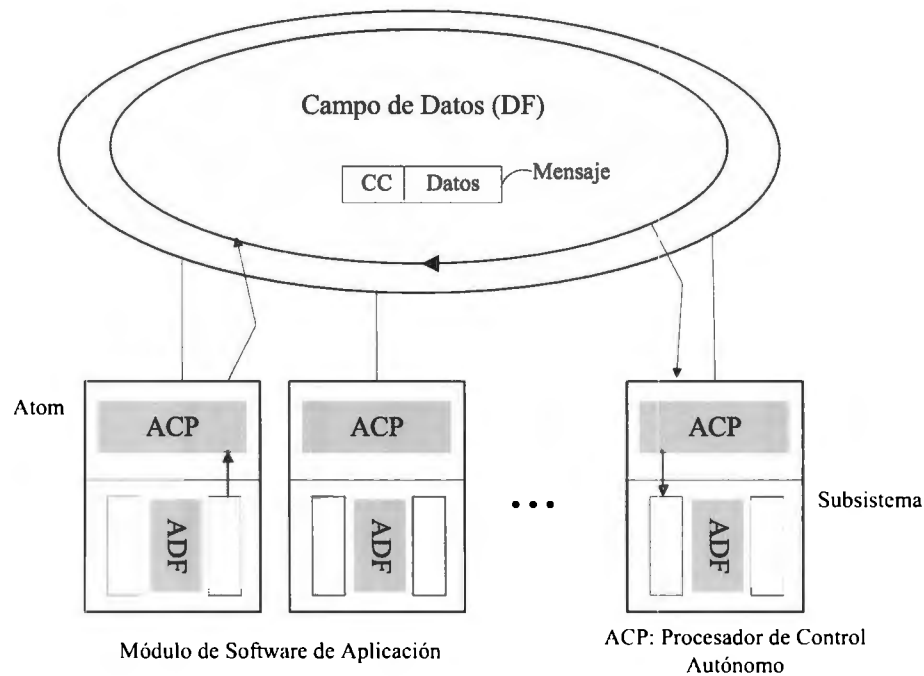 Campo de Datos (DF)
CC Datos Mensaje
Atom
ACP ACP ACP
ADF ADF ADF
...
Subsistema
Módulo de Software de Aplicación
ACP: Procesador de Control
Autónomo